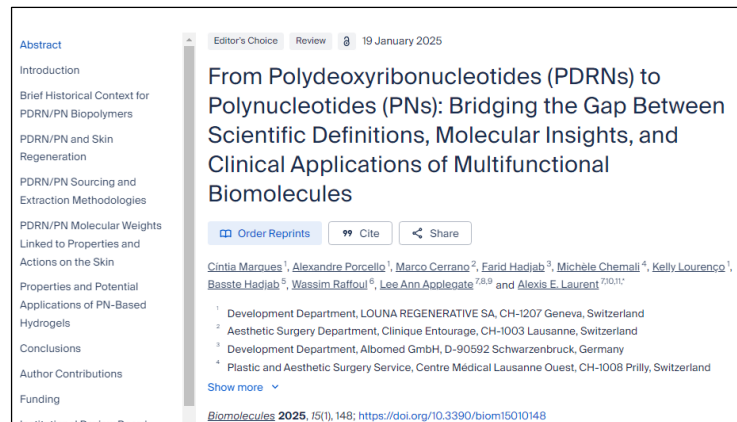 Abstract
Introduction
Brief Historical Context for
PDRN/PN Biopolymers
PDRN/PN and Skin
Regeneration
PDRN/PN Sourcing and
Extraction Methodologies
PDRN/PN Molecular Weights
Linked to Properties and
Actions on the Skin
Properties and Potential
Applications of PN-Based
Hydrogels
Conclusions
Author Contributions
Funding
Editor's Choice Review 19 January 2025
From Polydeoxyribonucleotides (PDRNs) to
Polynucleotides (PNs): Bridging the Gap Between
Scientific Definitions, Molecular Insights, and
Clinical Applications of Multifunctional
Biomolecules
Order Reprints Cite Share
Cíntia Marques 1, Alexandre Porcello 1, Marco Cerrano 2, Farid Hadjab 3, Michèle Chemali 4, Kelly Lourenço 1,
Basste Hadjab 5, Wassim Raffoul 6, Lee Ann Applegate 7,8,9 and Alexis E. Laurent 7,10,11,*
1 Development Department, LOUNA REGENERATIVE SA, CH-1207 Geneva, Switzerland
2 Aesthetic Surgery Department, Clinique Entourage, CH-1003 Lausanne, Switzerland
3 Development Department, Albomed GmbH, D-90592 Schwarzenbruck, Germany
4 Plastic and Aesthetic Surgery Service, Centre Médical Lausanne Ouest, CH-1008 Prilly, Switzerland
Show more
Biomolecules 2025, 15(1), 148; https://doi.org/10.3390/biom15010148